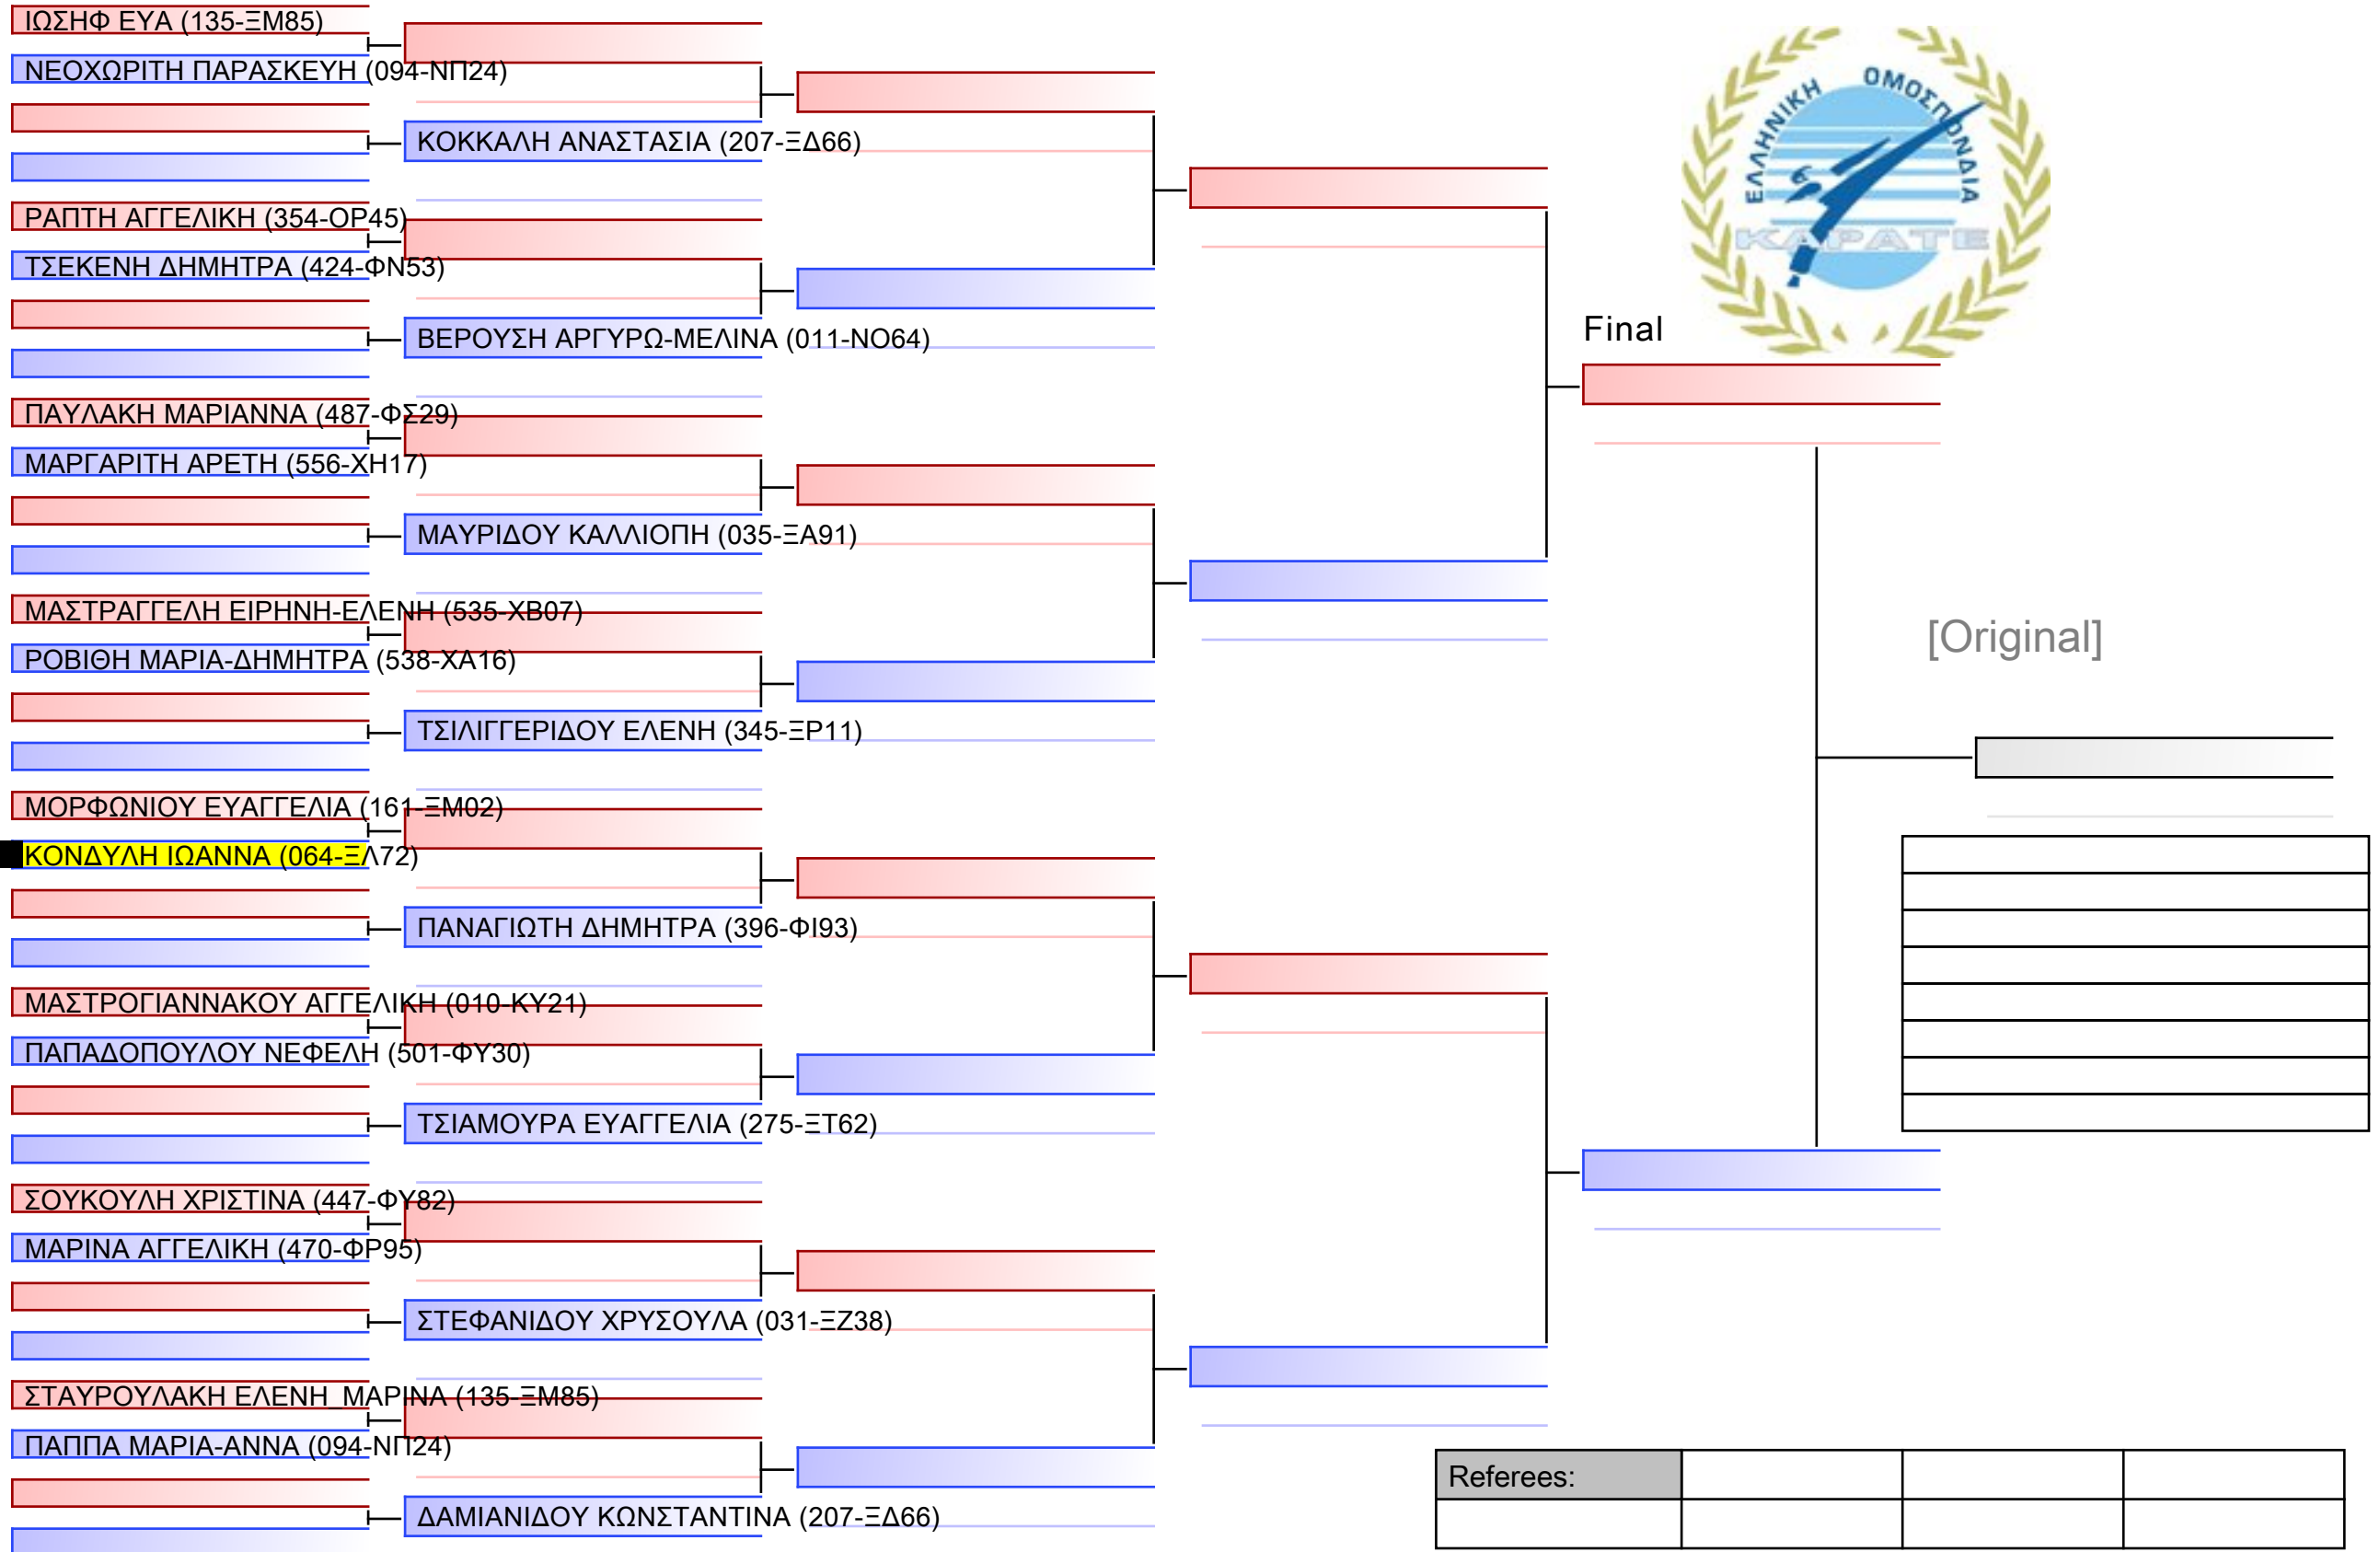 ΙΩΣΗΦ ΕΥΑ (135-ΞΜ85)
ΝΕΟΧΩΡΙΤΗ ΠΑΡΑΣΚΕΥΗ (094-ΝΠ24)
ΚΟΚΚΑΛΗ ΑΝΑΣΤΑΣΙΑ (207-ΞΔ66)
ΡΑΠΤΗ ΑΓΓΕΛΙΚΗ (354-ΟΡ45)
ΤΣΕΚΕΝΗ ΔΗΜΗΤΡΑ (424-ΦΝ53)
ΒΕΡΟΥΣΗ ΑΡΓΥΡΩ-ΜΕΛΙΝΑ (011-ΝΟ64)
ΠΑΥΛΑΚΗ ΜΑΡΙΑΝΝΑ (487-ΦΣ29)
ΜΑΡΓΑΡΙΤΗ ΑΡΕΤΗ (556-ΧΗ17)
ΜΑΥΡΙΔΟΥ ΚΑΛΛΙΟΠΗ (035-ΞΑ91)
ΜΑΣΤΡΑΓΓΕΛΗ ΕΙΡΗΝΗ-ΕΛΕΝΗ (535-ΧΒ07)
ΡΟΒΙΘΗ ΜΑΡΙΑ-ΔΗΜΗΤΡΑ (538-ΧΑ16)
ΤΣΙΛΙΓΓΕΡΙΔΟΥ ΕΛΕΝΗ (345-ΞΡ11)
ΜΟΡΦΩΝΙΟΥ ΕΥΑΓΓΕΛΙΑ (161-ΞΜ02)
ΚΟΝΔΥΛΗ ΙΩΑΝΝΑ (064-ΞΛ72)
ΠΑΝΑΓΙΩΤΗ ΔΗΜΗΤΡΑ (396-ΦΙ93)
ΜΑΣΤΡΟΓΙΑΝΝΑΚΟΥ ΑΓΓΕΛΙΚΗ (010-ΚΥ21)
ΠΑΠΑΔΟΠΟΥΛΟΥ ΝΕΦΕΛΗ (501-ΦΥ30)
ΤΣΙΑΜΟΥΡΑ ΕΥΑΓΓΕΛΙΑ (275-ΞΤ62)
ΣΟΥΚΟΥΛΗ ΧΡΙΣΤΙΝΑ (447-ΦΥ82)
ΜΑΡΙΝΑ ΑΓΓΕΛΙΚΗ (470-ΦΡ95)
ΣΤΕΦΑΝΙΔΟΥ ΧΡΥΣΟΥΛΑ (031-ΞΖ38)
ΣΤΑΥΡΟΥΛΑΚΗ ΕΛΕΝΗ_ΜΑΡΙΝΑ (135-ΞΜ85)
ΠΑΠΠΑ ΜΑΡΙΑ-ΑΝΝΑ (094-ΝΠ24)
ΔΑΜΙΑΝΙΔΟΥ ΚΩΝΣΤΑΝΤΙΝΑ (207-ΞΔ66)
ΕΛΛΗΝΙΚΗ ΟΜΟΣΠΟΝΔΙΑ
ΚΑΡΑΤΕ
Final
[Original]
Referees: